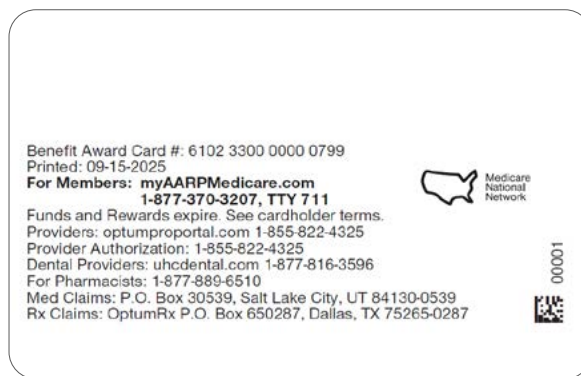 Benefit Award Card #: 6102 3300 0000 0799
Printed: 09-15-2025
For Members: myAARPMedicare.com
1-877-370-3207, TTY 711
Funds and Rewards expire. See cardholder terms.
Providers: optumproportal.com 1-855-822-4325
Provider Authorization: 1-855-822-4325
Dental Providers: uhcdental.com 1-877-816-3596
For Pharmacists: 1-877-889-6510
Med Claims: P.O. Box 30539, Salt Lake City, UT 84130-0539
Rx Claims: OptumRx P.O. Box 650287, Dallas, TX 75265-0287
Medicare
National
Network
00001